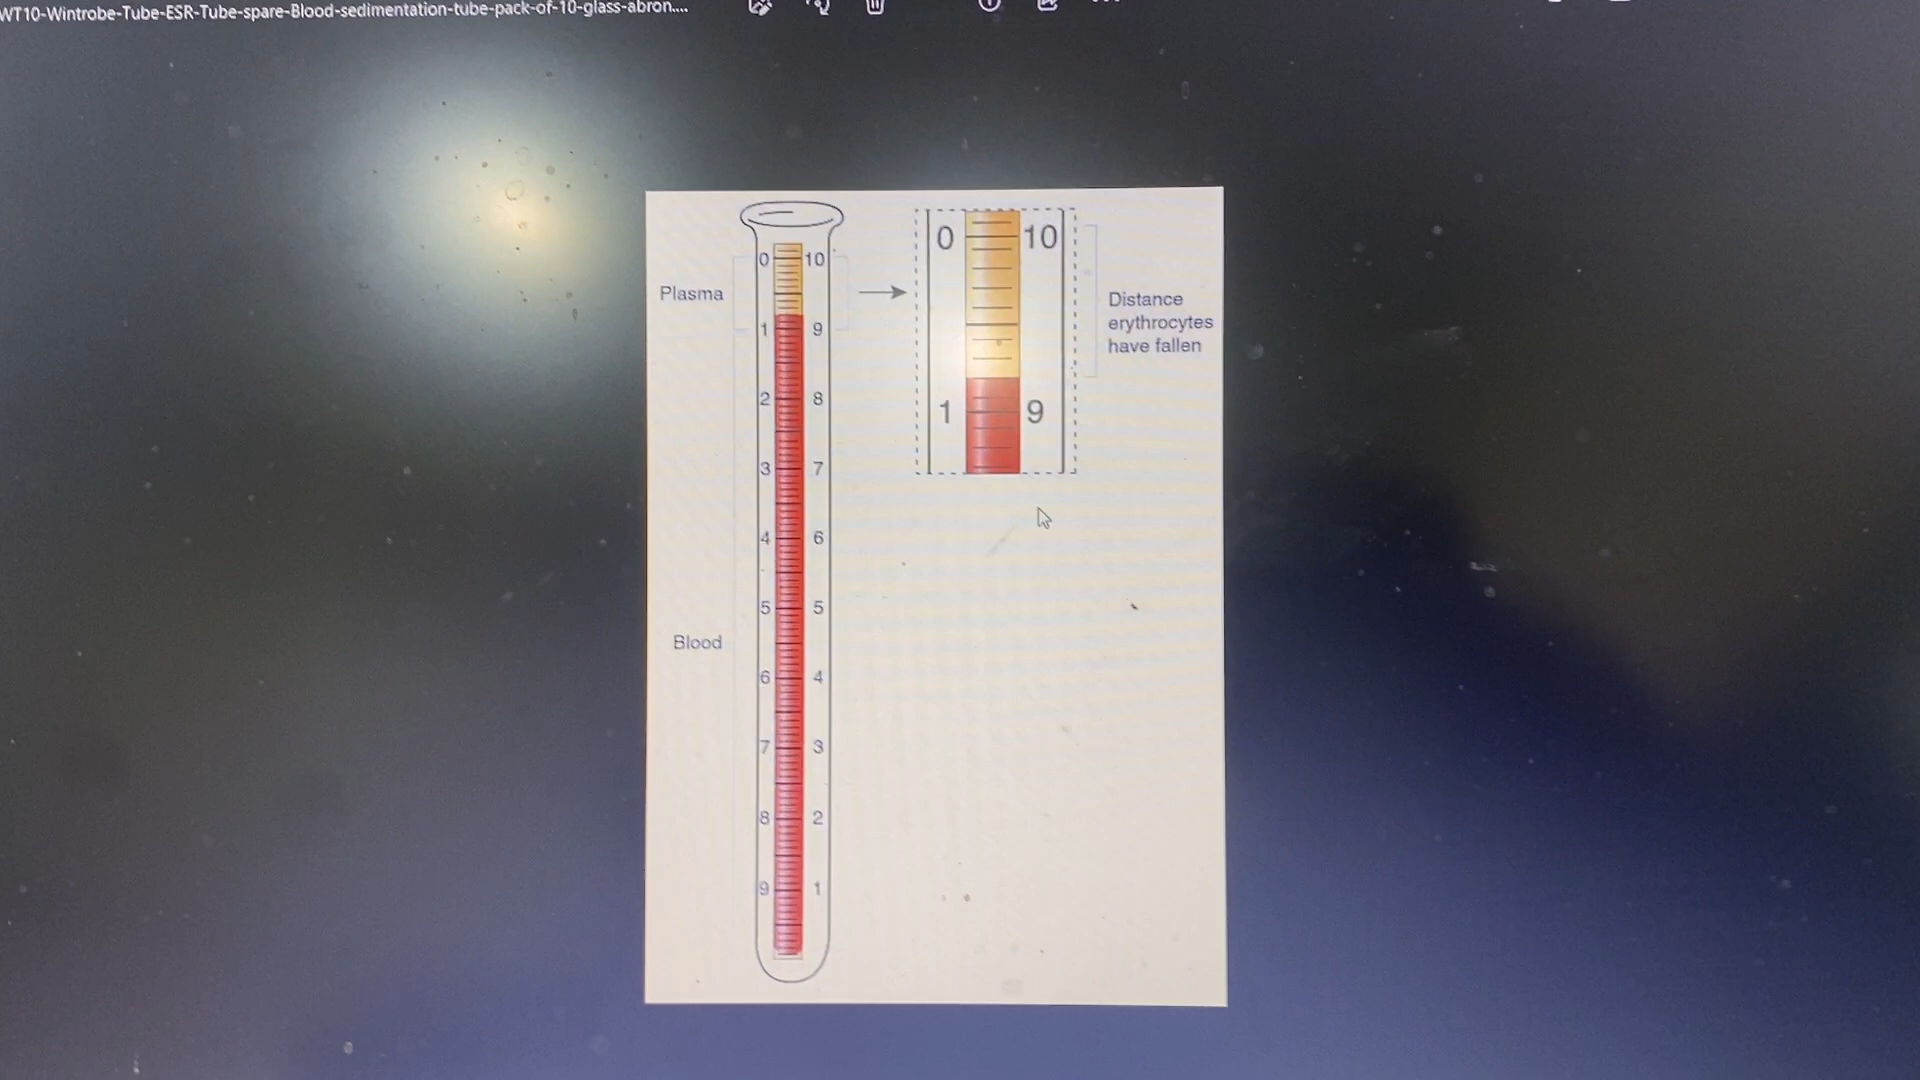 WT10-Wintrobe-Tube-ESR-Tube-spare-Blood-sedimentation-tube-pack-of-10-glass-abron....
0 10
Plasma
1 9
2 8
3 7
4 6
5 5
Blood
6 4
7 3
8 2
9 1
0 10
Distance
erythrocytes
have fallen
1 9